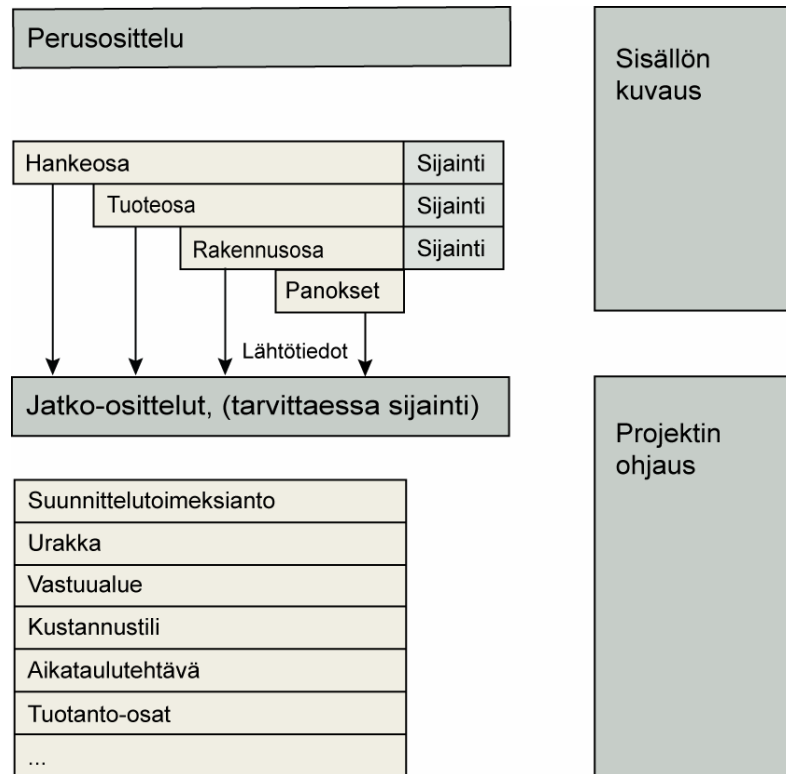 Perusosittelu
Sisällön
kuvaus
Hankeosa
Sijainti
Tuoteosa
Sijainti
Rakennusosa
Sijainti
Panokset
Lähtötiedot
Jatko-osittelut, (tarvittaessa sijainti)
Projektin
ohjaus
Suunnittelutoimeksianto
Urakka
Vastuualue
Kustannustili
Aikataulutehtävä
Tuotanto-osat
...